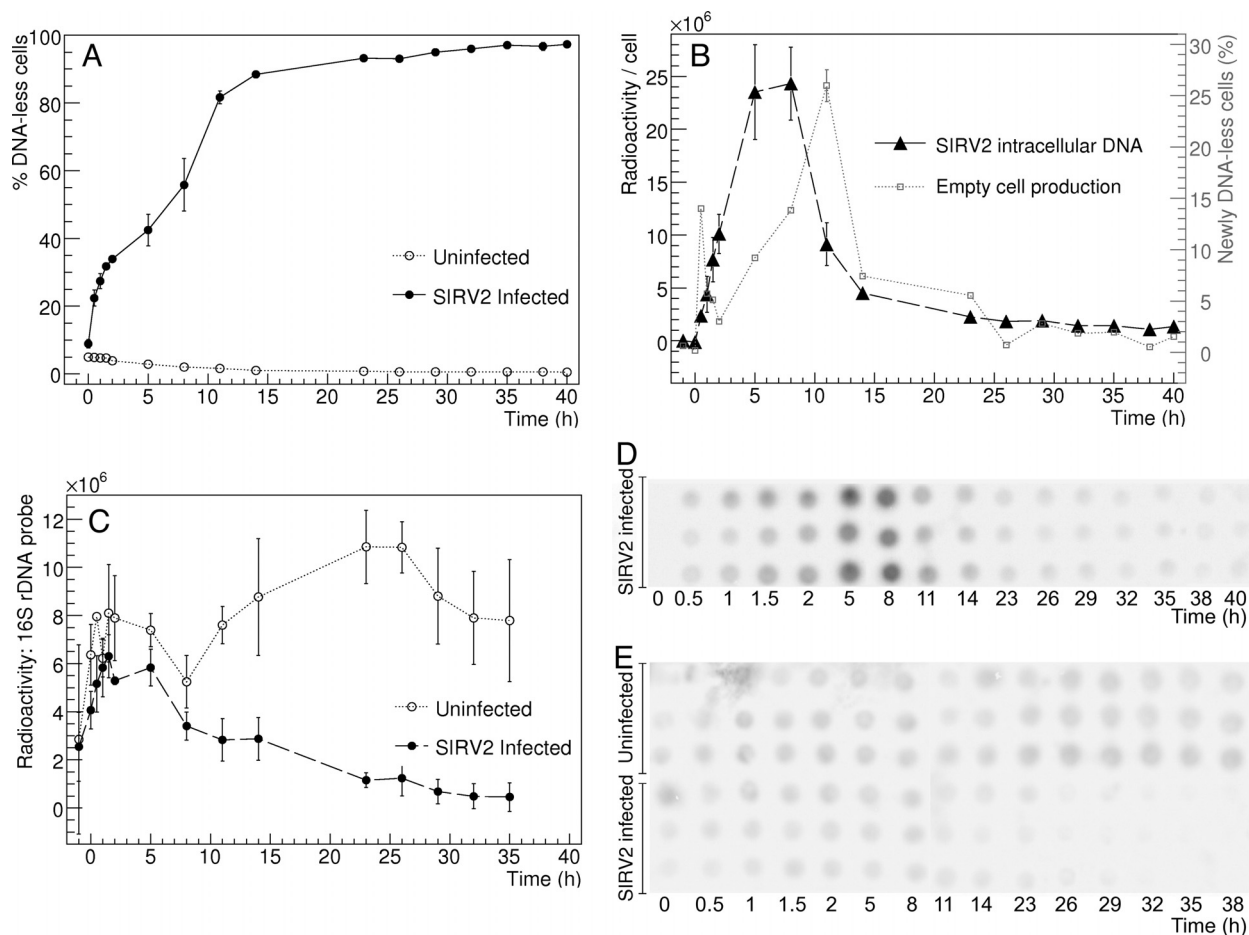 A
% DNA-less cells
100
80
60
40
20
0
Uninfected
SIRV2 Infected
0 5 10 15 20 25 30 35 40
Time (h)
B
×10⁶
Radioactivity / cell
25
20
15
10
5
0
SIRV2 intracellular DNA
Empty cell production
30
25
20
15
10
5
0
Newly DNA-less cells (%)
0 5 10 15 20 25 30 35 40
Time (h)
C
×10⁶
Radioactivity: 16S rDNA probe
12
10
8
6
4
2
0
Uninfected
SIRV2 Infected
0 5 10 15 20 25 30 35 40
Time (h)
D
SIRV2 infected
0 0.5 1 1.5 2 5 8 11 14 23 26 29 32 35 38 40
Time (h)
E
Uninfected
SIRV2 infected
0 0.5 1 1.5 2 5 8 11 14 23 26 29 32 35 38
Time (h)